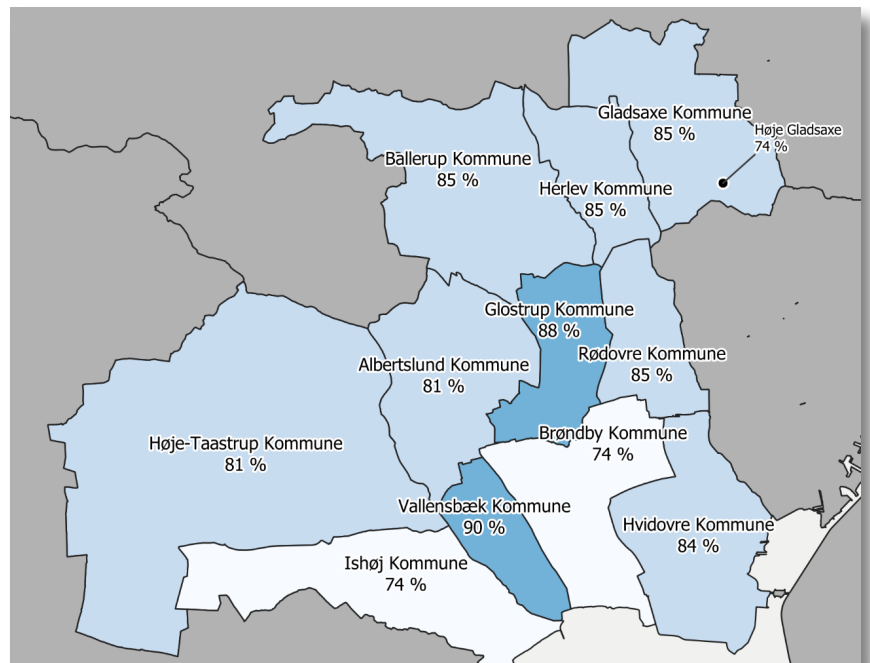 Gladsaxe Kommune
85 %
Høje Gladsaxe
74 %
Ballerup Kommune
85 %
Herlev Kommune
85 %
Glostrup Kommune
88 %
Rødovre Kommune
85 %
Albertslund Kommune
81 %
Høje-Taastrup Kommune
81 %
Brøndby Kommune
74 %
Vallensbæk Kommune
90 %
Hvidovre Kommune
84 %
Ishøj Kommune
74 %